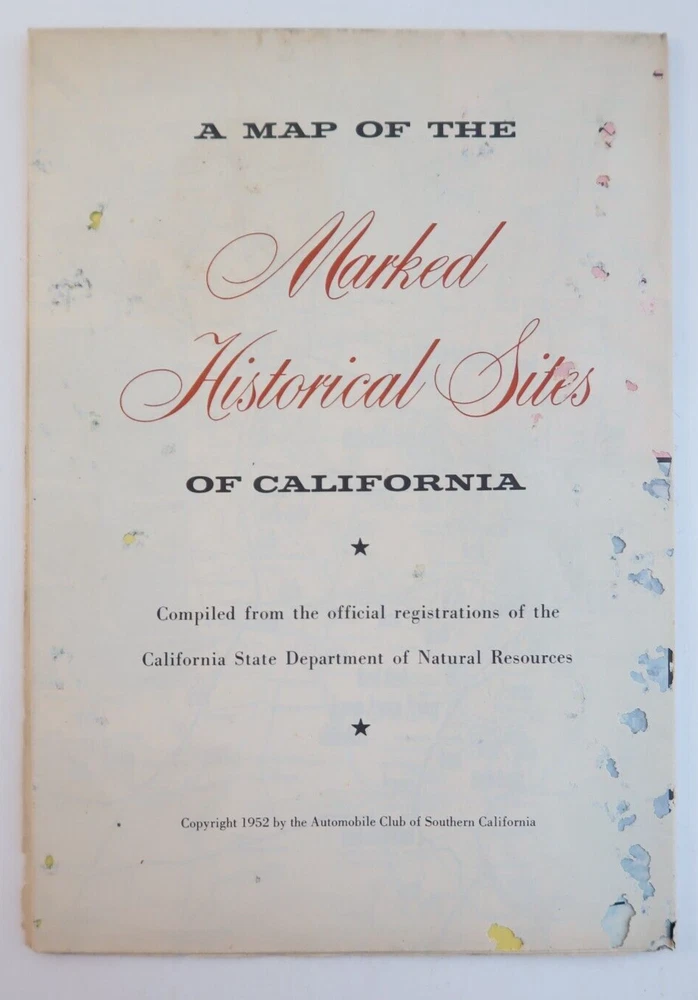 A MAP OF THE
Marked
Historical Sites
OF CALIFORNIA
Compiled from the official registrations of the
California State Department of Natural Resources
Copyright 1952 by the Automobile Club of Southern California